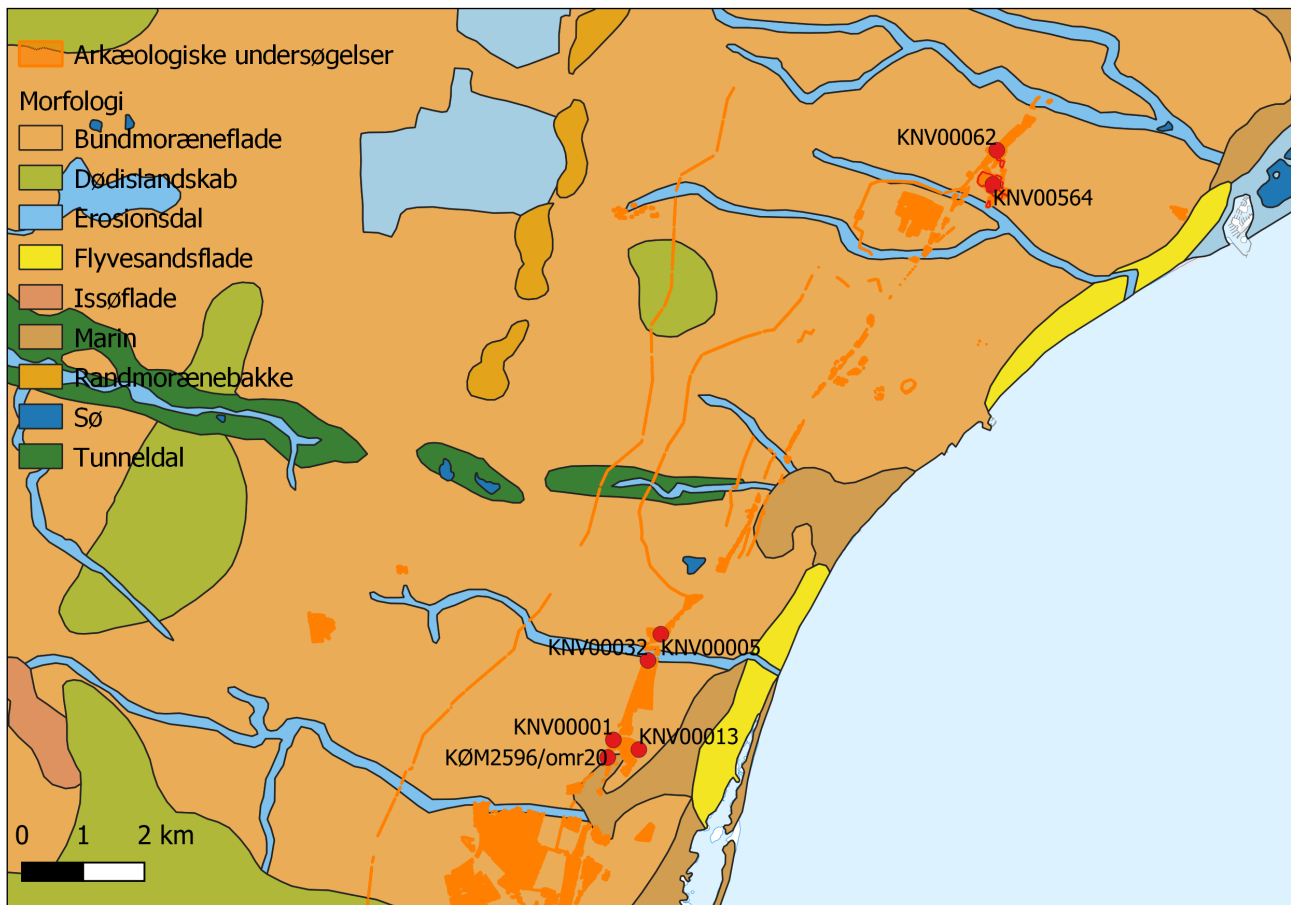 Arkæologiske undersøgelser
Morfologi
Bundmoræneflade
Dødislandskab
Erosionsdal
Flyvesandsflade
Issøflade
Marin
Randmorænebakke
Sø
Tunneldal
KNV00062
KNV00564
KNV00032
KNV00005
KNV00001
KNV00013
KØM2596/omr20
0 1 2 km